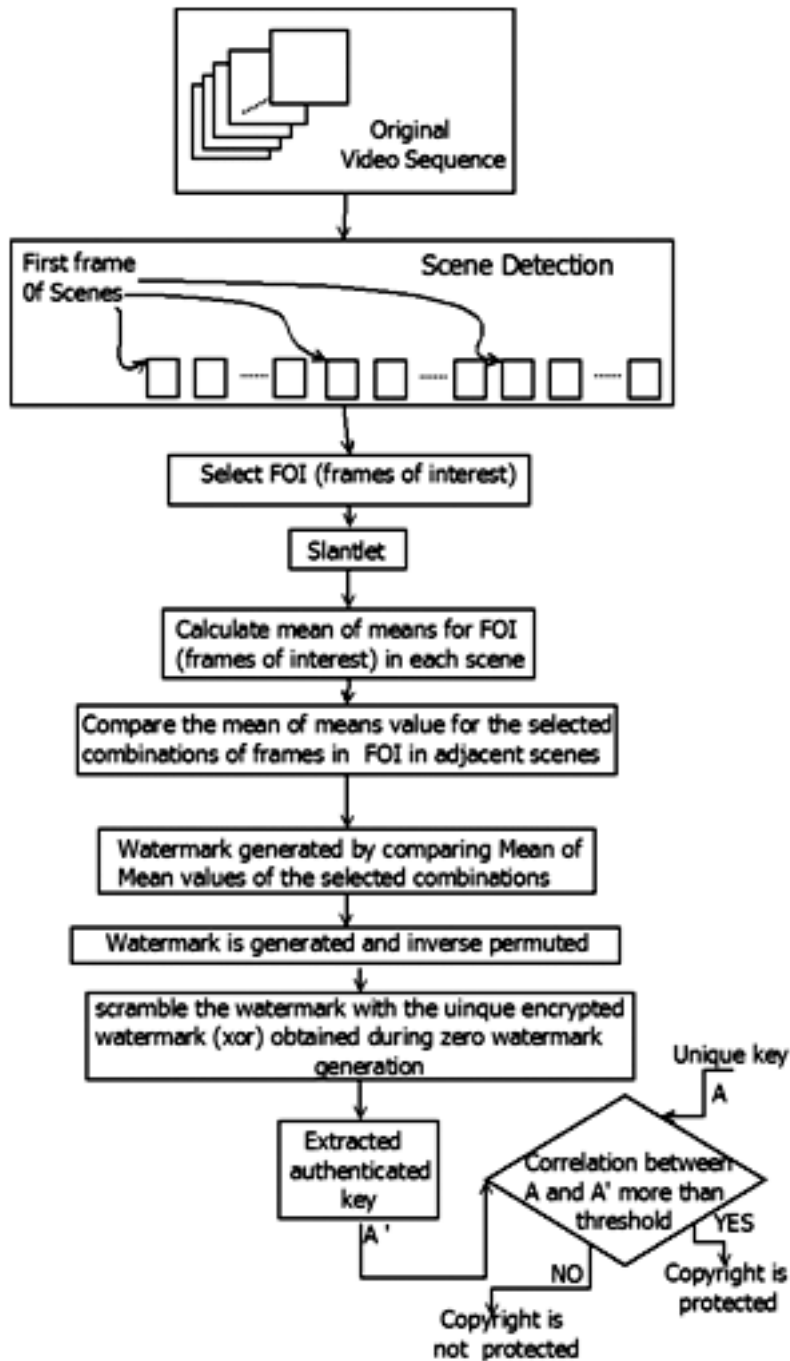 Original
Video Sequence
First frame
0f Scenes
Scene Detection
Select FOI (frames of interest)
Slantlet
Calculate mean of means for FOI
(frames of interest) in each scene
Compare the mean of means value for the selected
combinations of frames in FOI in adjacent scenes
Watermark generated by comparing Mean of
Mean values of the selected combinations
Watermark is generated and inverse permuted
scramble the watermark with the uinque encrypted
watermark (xor) obtained during zero watermark
generation
Unique key
A
Extracted
authenticated
key
A '
Correlation between
A and A' more than
threshold
YES
NO
Copyright is
protected
Copyright is
not protected